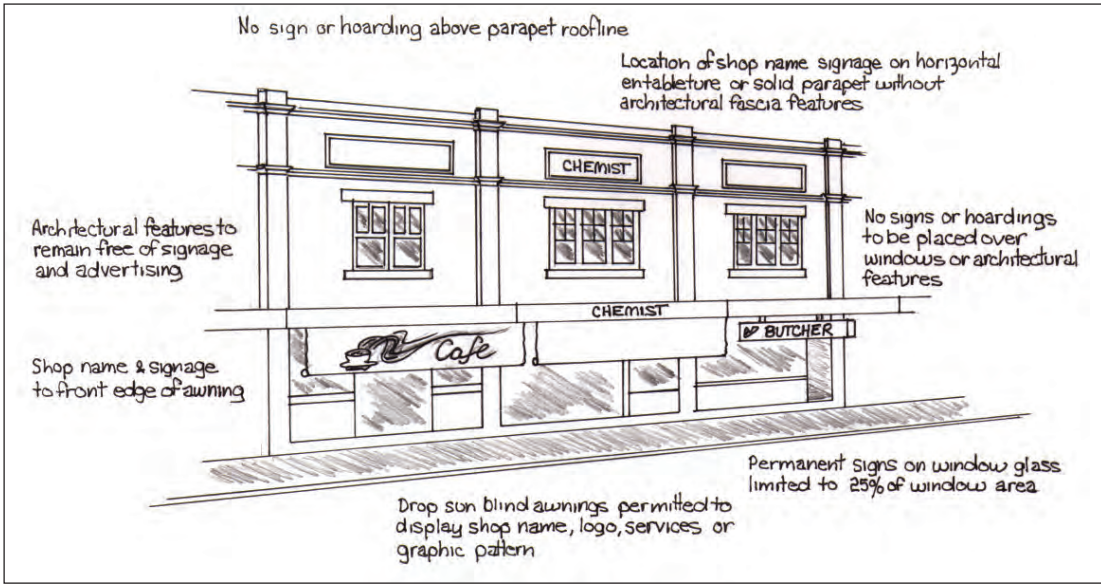 No sign or hoarding above parapet roofline
Location of shop name signage on horizontal
entableture or solid parapet without
architectural fascia features
CHEMIST
Architectural features to
remain free of signage
and advertising
No signs or hoardings
to be placed over
windows or architectural
features
CHEMIST
Cafe
BUTCHER
Shop name & signage
to front edge of awning
Permanent signs on window glass
limited to 25% of window area
Drop sun blind awnings permitted to
display shop name, logo, services or
graphic pattern